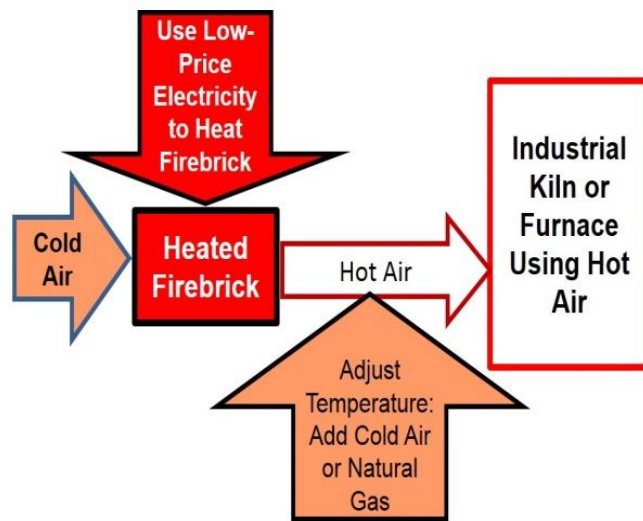 Use Low-
Price
Electricity
to Heat
Firebrick
Cold
Air
Heated
Firebrick
Hot Air
Industrial
Kiln or
Furnace
Using Hot
Air
Adjust
Temperature:
Add Cold Air
or Natural
Gas